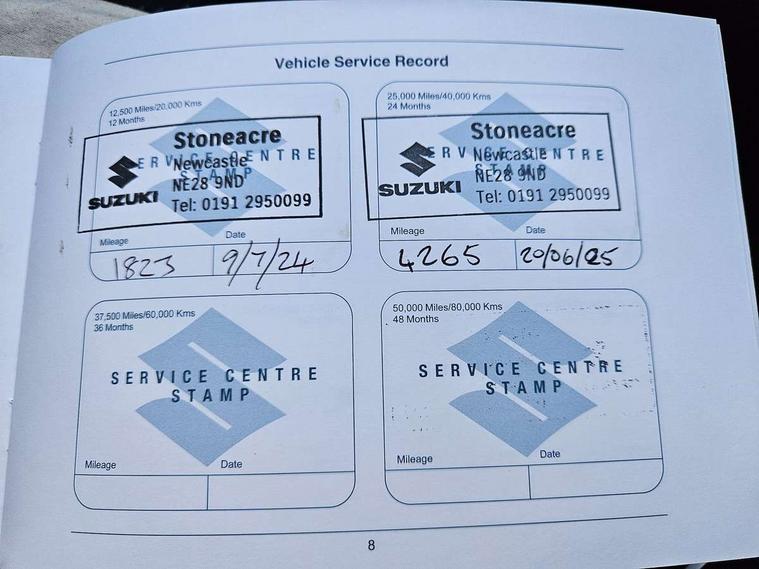 Vehicle Service Record
12,500 Miles/20,000 Kms
12 Months
SERVICE CENTRE
STAMP
Stoneacre
Newcastle
NE28 9ND
SUZUKI
Tel: 0191 2950099
Mileage
Date
1823
9/7/24
25,000 Miles/40,000 Kms
24 Months
SERVICE CENTRE
STAMP
Stoneacre
Newcastle
NE28 9ND
SUZUKI
Tel: 0191 2950099
Mileage
Date
4265
20/06/25
37,500 Miles/60,000 Kms
36 Months
SERVICE CENTRE
STAMP
Mileage
Date
50,000 Miles/80,000 Kms
48 Months
SERVICE CENTRE
STAMP
Mileage
Date
8